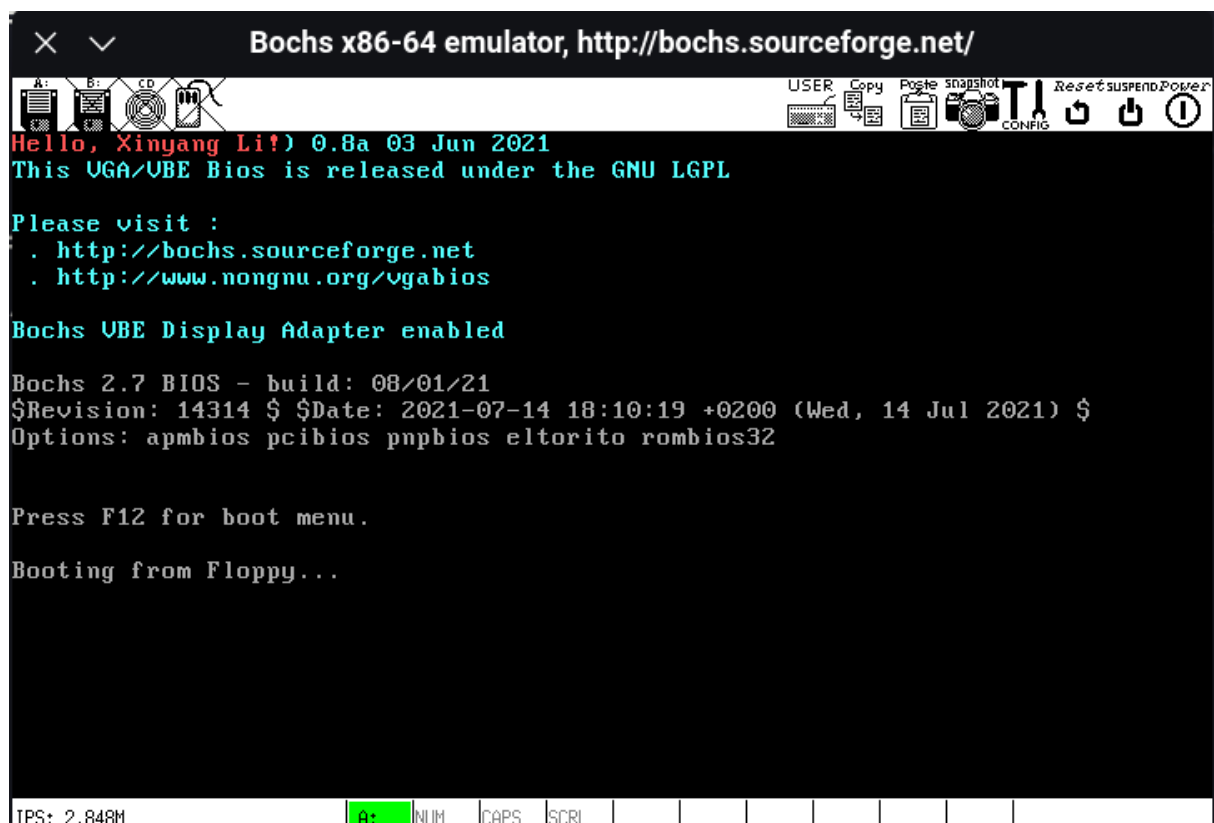 Bochs x86-64 emulator, http://bochs.sourceforge.net/
A: B: CD USER Copy Paste snapshot CONFIG Reset SUSPEND Power
Hello, Xinyang Li!) 0.8a 03 Jun 2021
This VGA/VBE Bios is released under the GNU LGPL
Please visit :
. http://bochs.sourceforge.net
. http://www.nongnu.org/vgabios
Bochs VBE Display Adapter enabled
Bochs 2.7 BIOS - build: 08/01/21
$Revision: 14314 $ $Date: 2021-07-14 18:10:19 +0200 (Wed, 14 Jul 2021) $
Options: apmbios pcibios pnpbios eltorito rombios32
Press F12 for boot menu.
Booting from Floppy...
IPS: 2.848M A: NUM CAPS SCRL